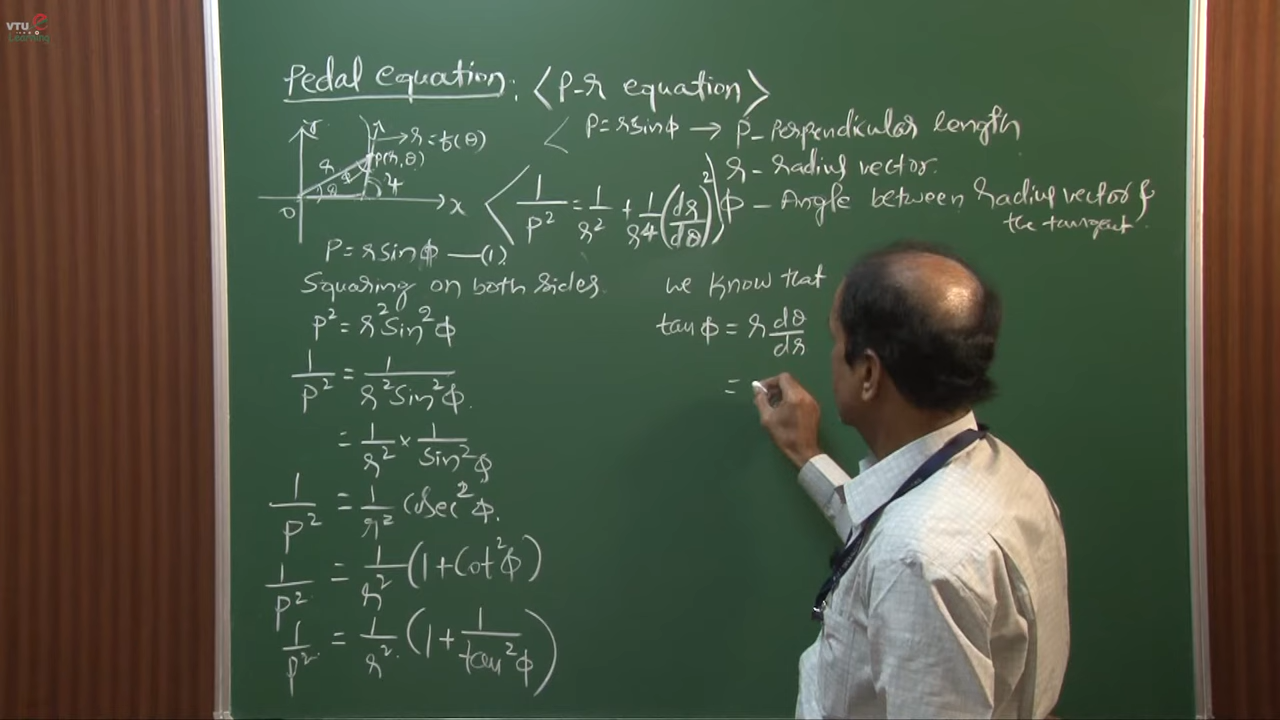 VTU e
Learning
Pedal equation: <P-r equation>
r = f(θ)
P(r,θ)
r
θ
φ
ψ
O
x
< P = r sin φ → P - Perpendicular length
r - radius vector.
φ - Angle between radius vector &
the tangent.
< 1/P² = 1/r² + 1/r⁴ (dr/dθ)² >
P = r sin φ —(1)
Squaring on both sides.
P² = r² Sin² φ
1/P² = 1/(r² Sin² φ).
= 1/r² × 1/Sin² φ
1/P² = 1/r² Cosec² φ.
1/P² = 1/r² (1 + Cot² φ)
1/P² = 1/r² (1 + 1/tan² φ)
we know that
tan φ = r dθ/dr
=